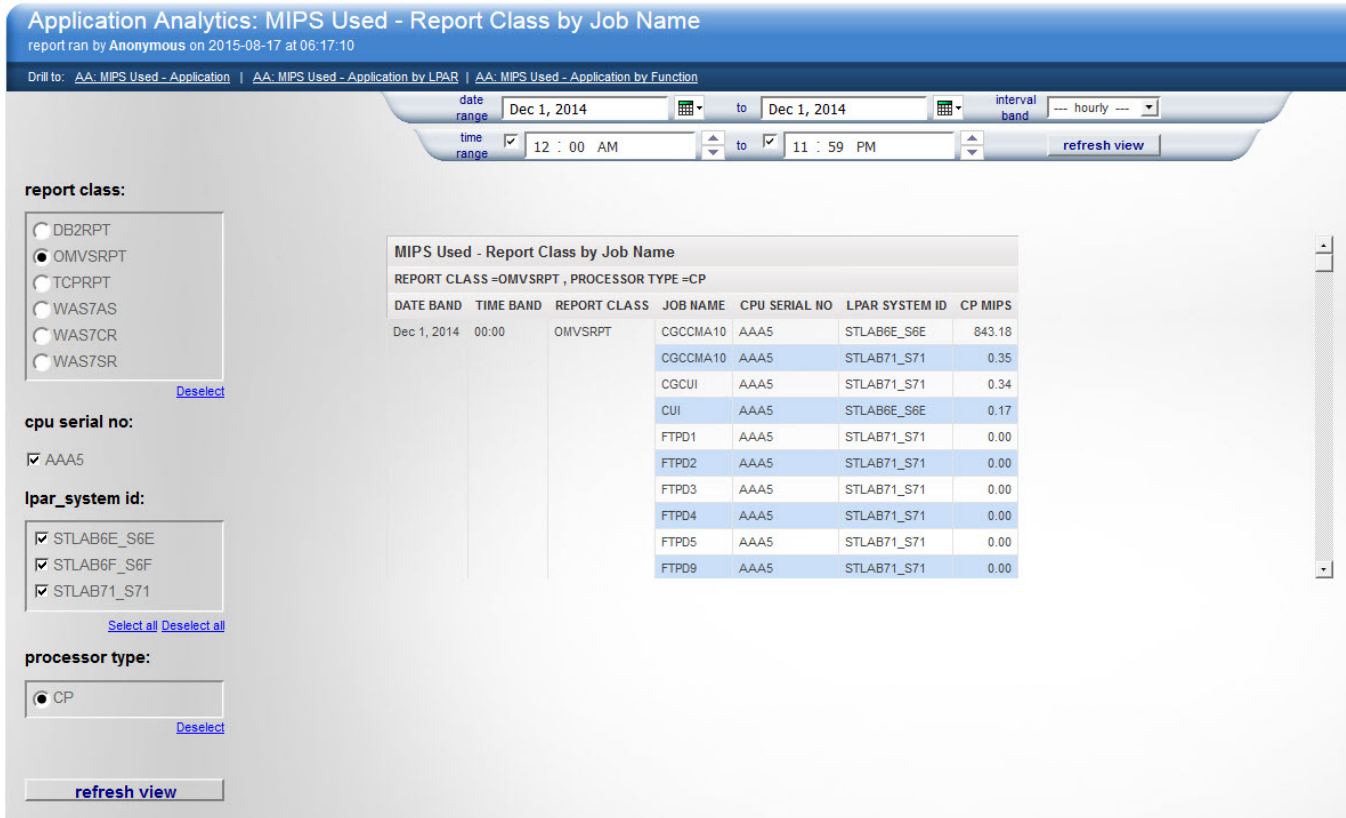 Application Analytics: MIPS Used - Report Class by Job Name
report ran by Anonymous on 2015-08-17 at 06:17:10
Drill to: AA: MIPS Used - Application | AA: MIPS Used - Application by LPAR | AA: MIPS Used - Application by Function
date range Dec 1, 2014 to Dec 1, 2014 interval band --- hourly ---
time range 12 : 00 AM to 11 : 59 PM refresh view
report class:
DB2RPT
OMVSRPT
TCPRPT
WAS7AS
WAS7CR
WAS7SR
Deselect
cpu serial no:
AAA5
lpar_system id:
STLAB6E_S6E
STLAB6F_S6F
STLAB71_S71
Select all Deselect all
processor type:
CP
Deselect
refresh view
MIPS Used - Report Class by Job Name
REPORT CLASS =OMVSRPT , PROCESSOR TYPE =CP
DATE BAND TIME BAND REPORT CLASS JOB NAME CPU SERIAL NO LPAR SYSTEM ID CP MIPS
Dec 1, 2014 00:00 OMVSRPT CGCCMA10 AAA5 STLAB6E_S6E 843.18
CGCCMA10 AAA5 STLAB71_S71 0.35
CGCUI AAA5 STLAB71_S71 0.34
CUI AAA5 STLAB6E_S6E 0.17
FTPD1 AAA5 STLAB71_S71 0.00
FTPD2 AAA5 STLAB71_S71 0.00
FTPD3 AAA5 STLAB71_S71 0.00
FTPD4 AAA5 STLAB71_S71 0.00
FTPD5 AAA5 STLAB71_S71 0.00
FTPD9 AAA5 STLAB71_S71 0.00